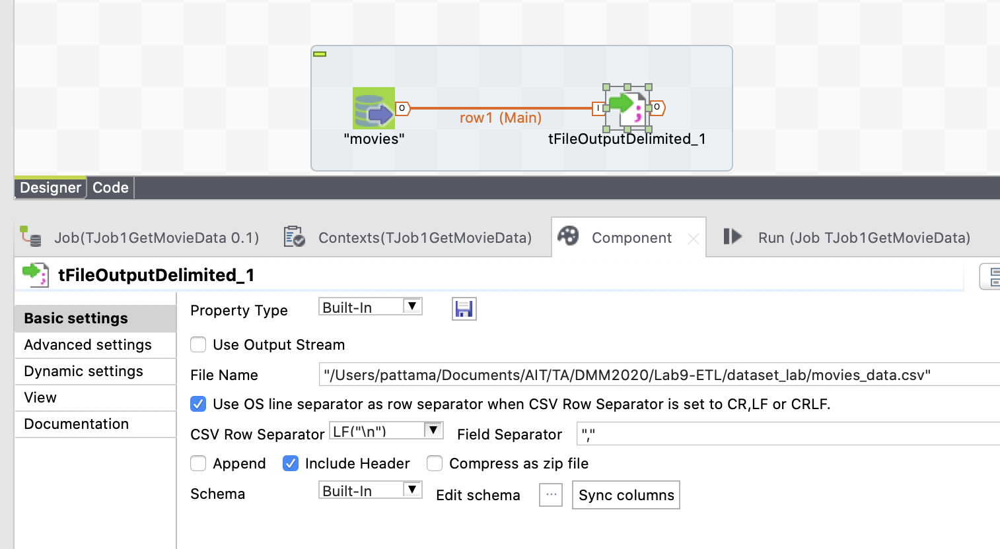 O
I
O
row1 (Main)
"movies"
tFileOutputDelimited_1
Designer
Code
Job(TJob1GetMovieData 0.1)
Contexts(TJob1GetMovieData)
Component
Run (Job TJob1GetMovieData)
tFileOutputDelimited_1
Basic settings
Advanced settings
Dynamic settings
View
Documentation
Property Type Built-In
Use Output Stream
File Name "/Users/pattama/Documents/AIT/TA/DMM2020/Lab9-ETL/dataset_lab/movies_data.csv"
Use OS line separator as row separator when CSV Row Separator is set to CR,LF or CRLF.
CSV Row Separator LF("\n") Field Separator ","
Append Include Header Compress as zip file
Schema Built-In Edit schema ... Sync columns